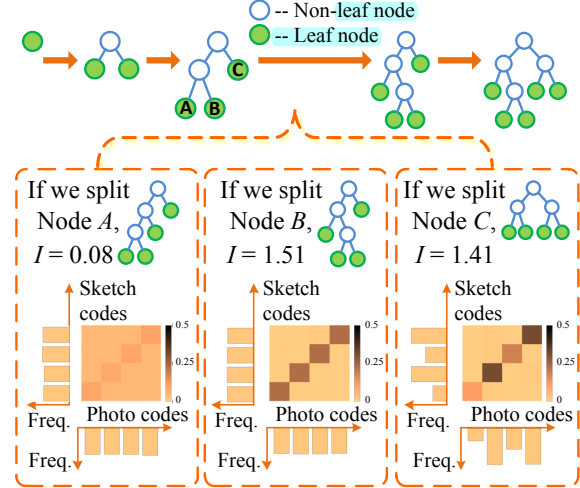 -- Non-leaf node
-- Leaf node
C
A B
If we split
Node A,
I = 0.08
Sketch
codes
0.5
0.25
0
Freq.
Photo codes
Freq.
If we split
Node B,
I = 1.51
Sketch
codes
0.5
0.25
0
Freq.
Photo codes
Freq.
If we split
Node C,
I = 1.41
Sketch
codes
0.5
0.25
0
Freq.
Photo codes
Freq.